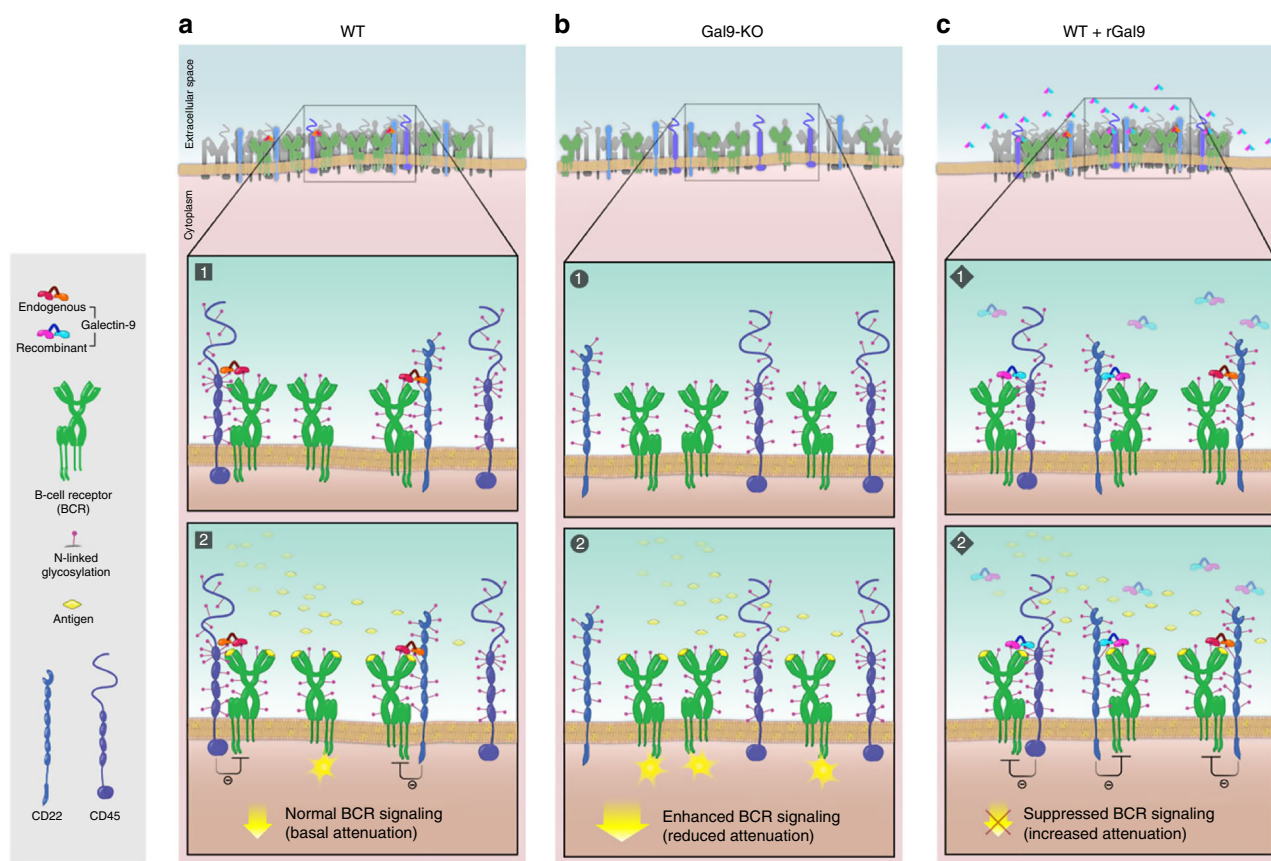 a
WT
b
Gal9-KO
c
WT + rGal9
Extracellular space
Cytoplasm
Endogenous
Galectin-9
Recombinant
B-cell receptor
(BCR)
N-linked
glycosylation
Antigen
CD22
CD45
1
1
1
2
2
2
Normal BCR signaling
(basal attenuation)
Enhanced BCR signaling
(reduced attenuation)
Suppressed BCR signaling
(increased attenuation)